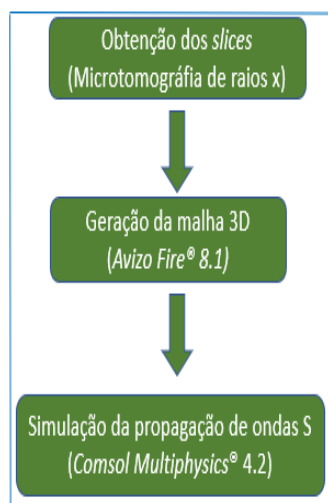 Obtenção dos slices
(Microtomográfia de raios x)
Geração da malha 3D
(Avizo Fire® 8.1)
Simulação da propagação de ondas S
(Comsol Multiphysics® 4.2)